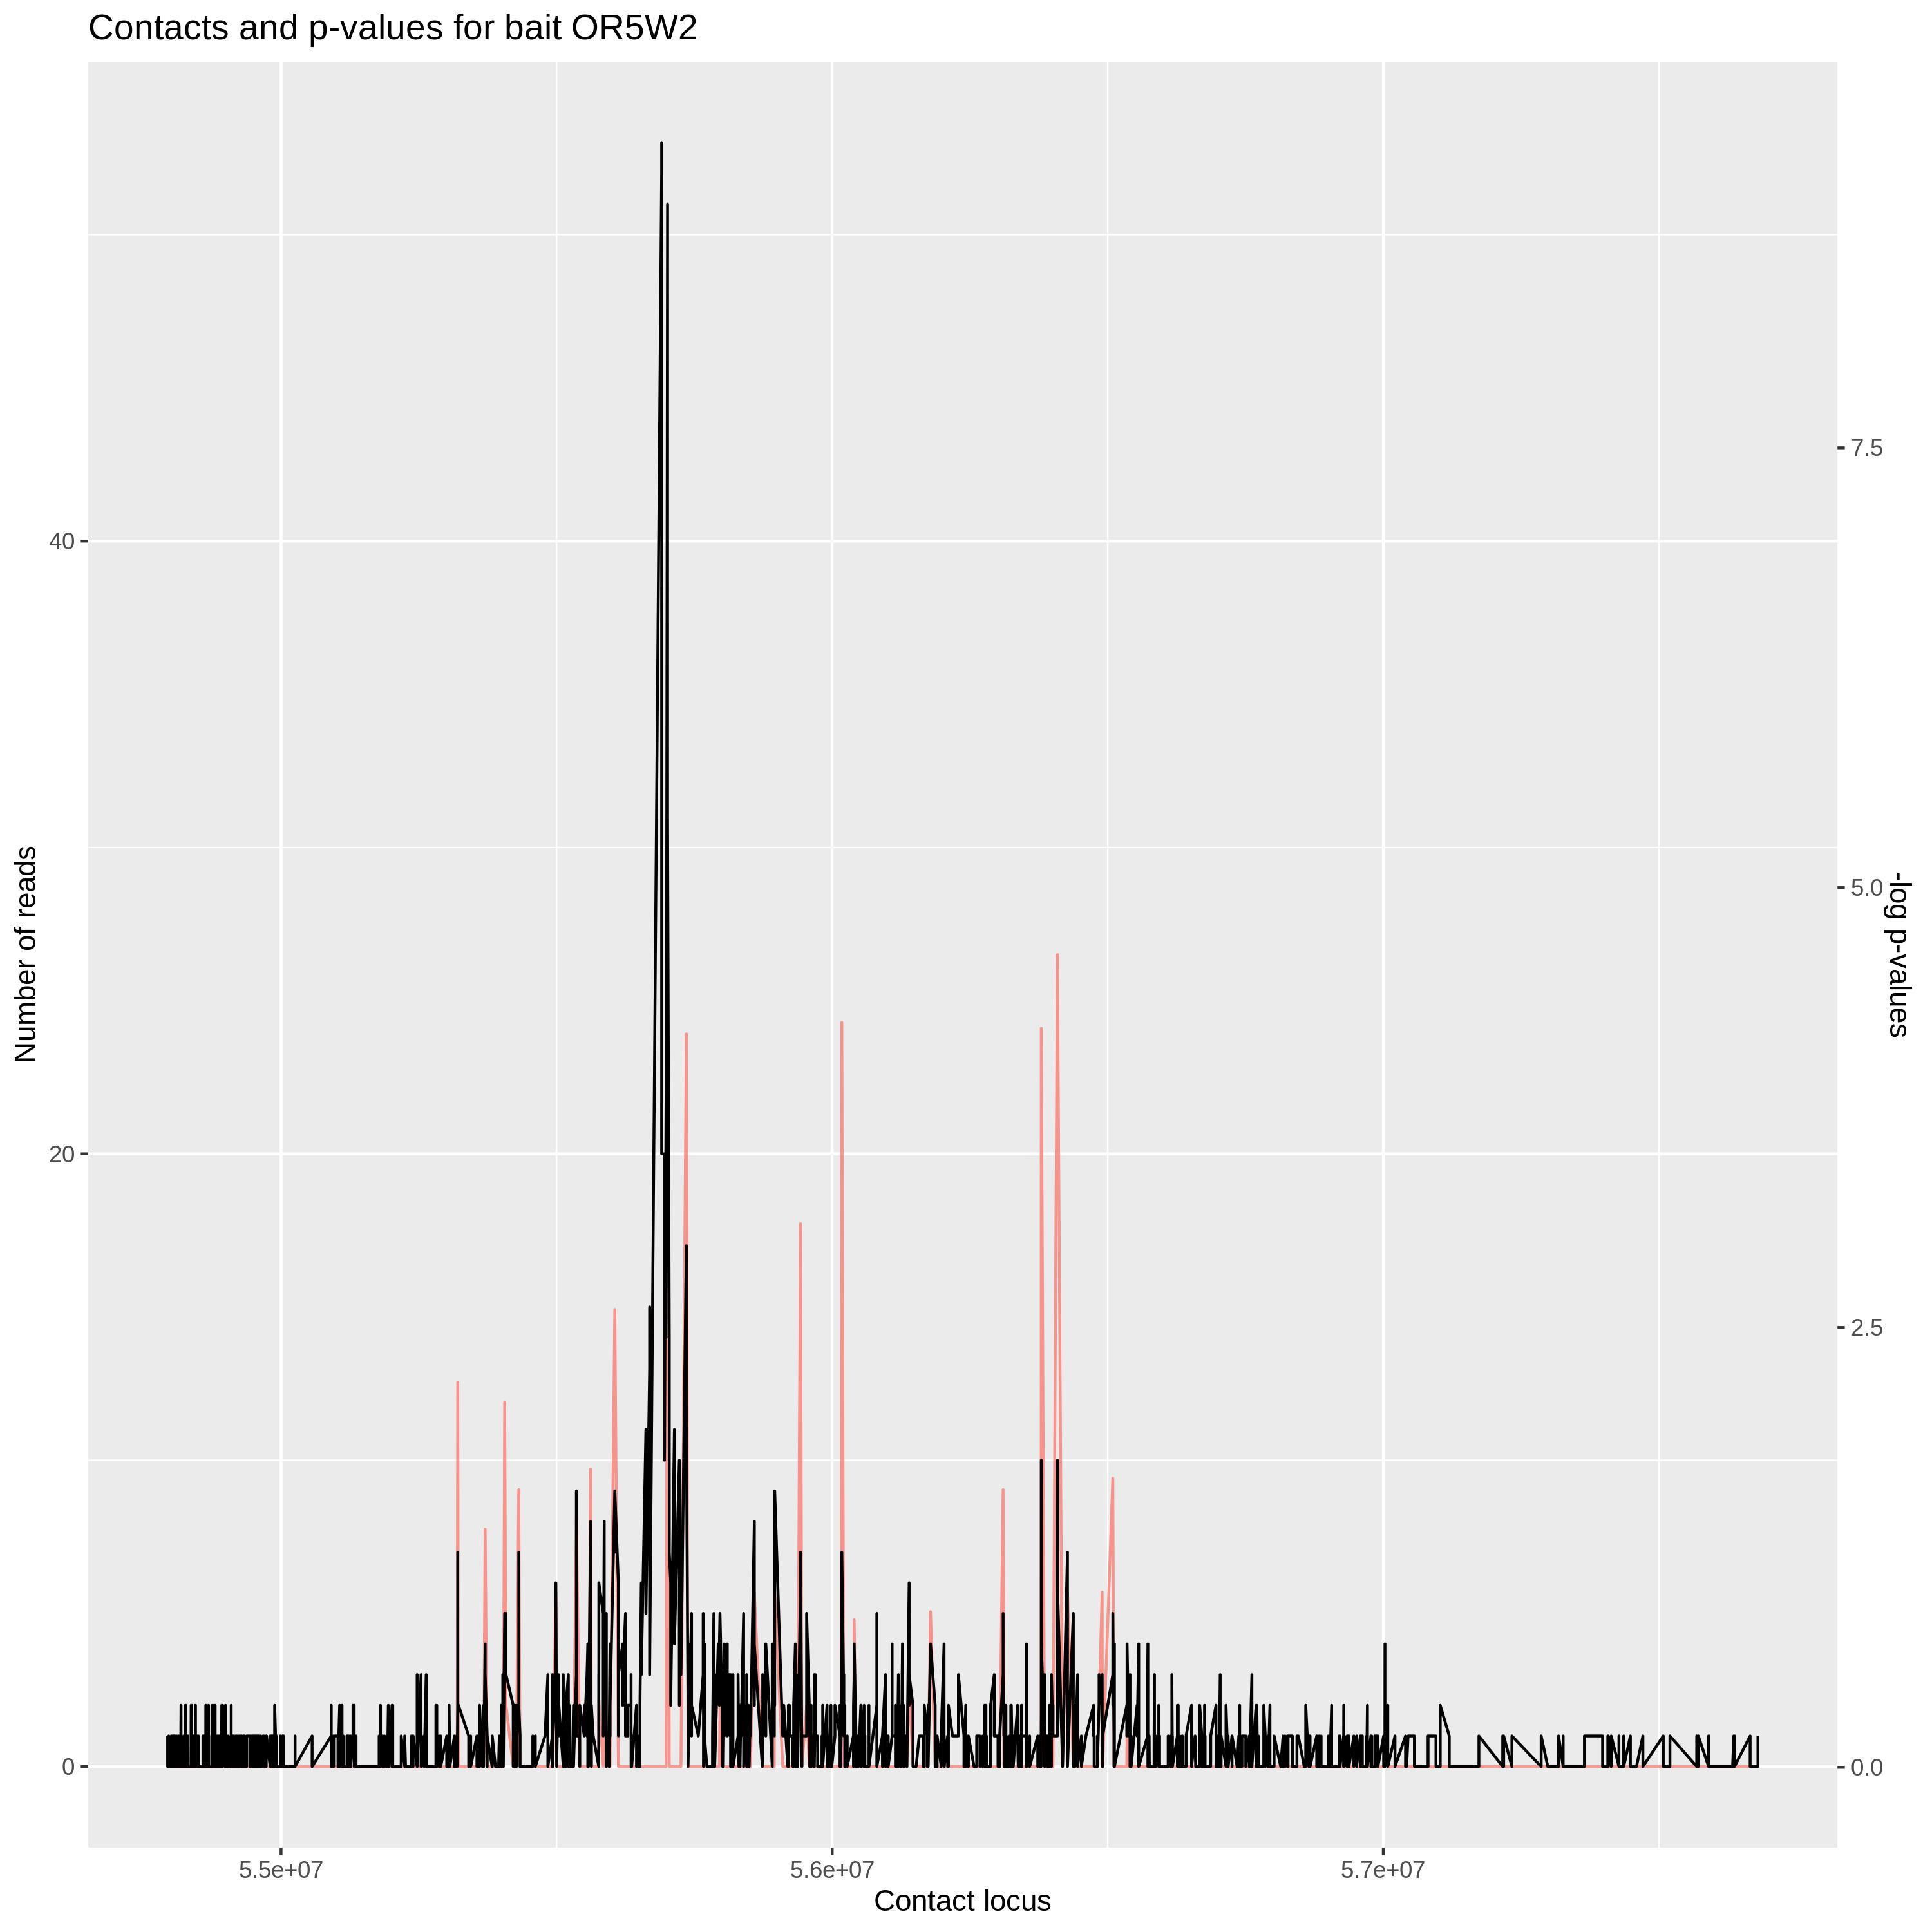 Contacts and p-values for bait OR5W2
Number of reads
40
20
0
7.5
5.0
2.5
0.0
-log p-values
5.5e+07
5.6e+07
5.7e+07
Contact locus